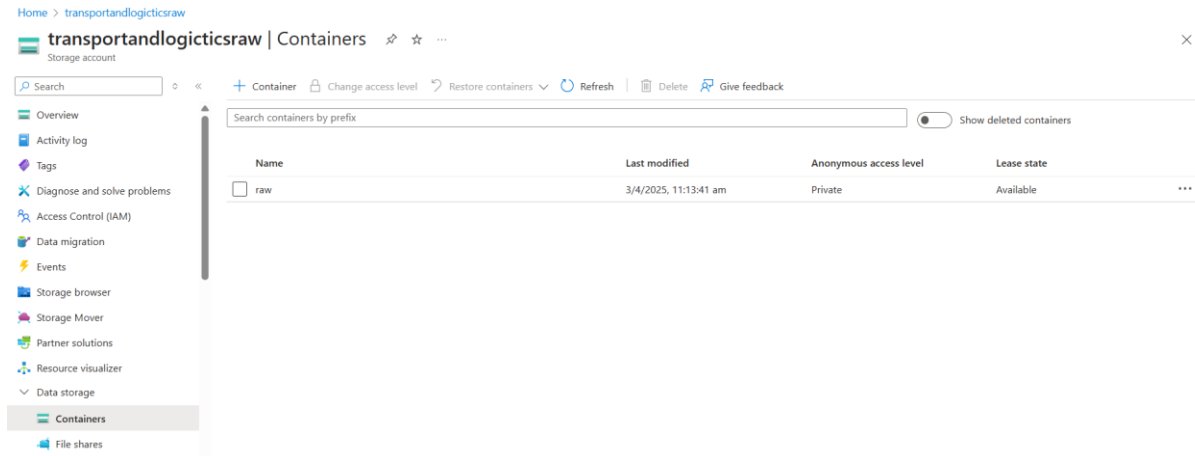 Home > transportandlogicticsraw
transportandlogicticsraw | Containers
Storage account
Search
+ Container Change access level Restore containers Refresh Delete Give feedback
Overview
Search containers by prefix
Show deleted containers
Activity log
Tags
Name Last modified Anonymous access level Lease state
Diagnose and solve problems
raw 3/4/2025, 11:13:41 am Private Available
Access Control (IAM)
Data migration
Events
Storage browser
Storage Mover
Partner solutions
Resource visualizer
Data storage
Containers
File shares